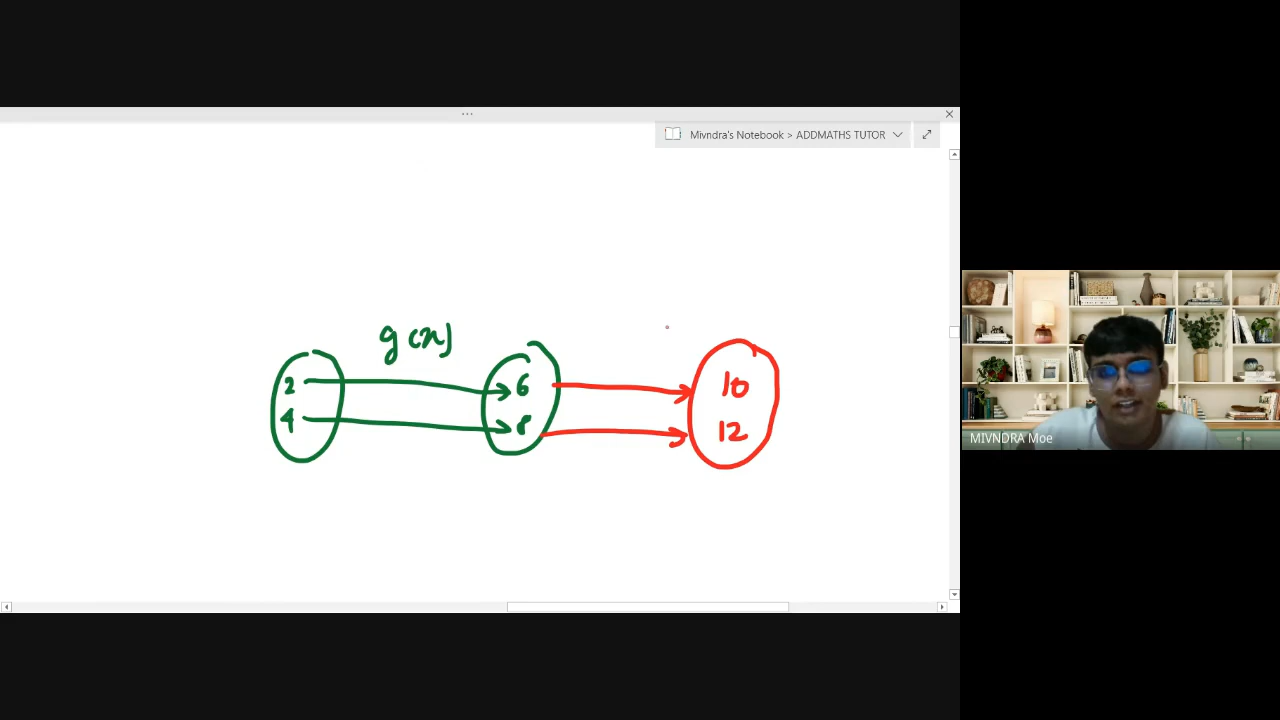 Mivndra's Notebook > ADDMATHS TUTOR
g(x)
2 6 10
4 8 12
MIVNDRA Moe